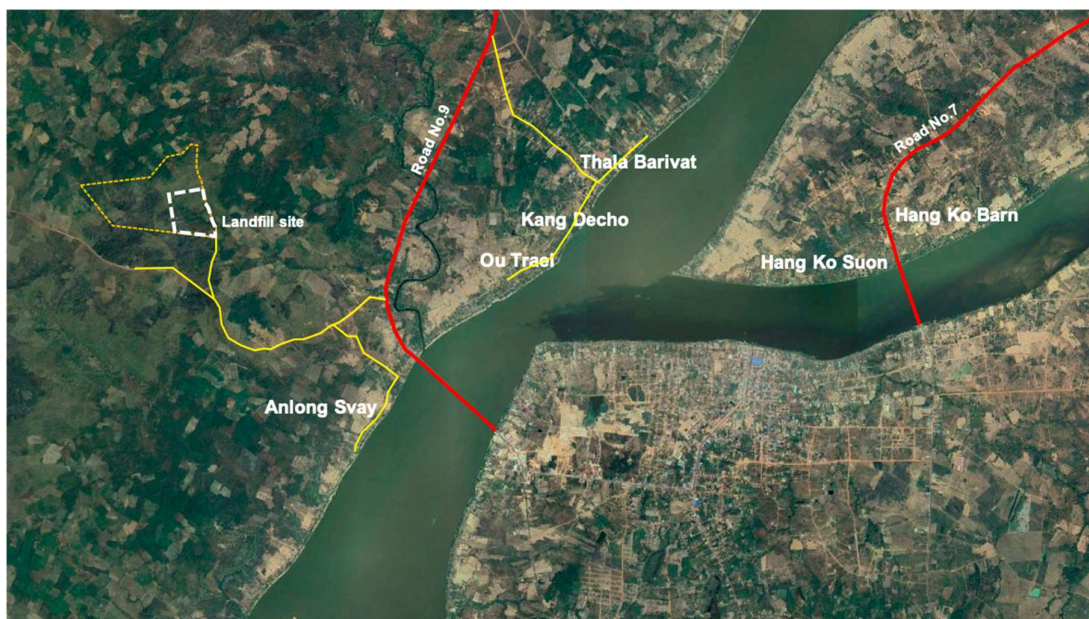 Road No.9
Road No.7
Thala Barivat
Landfill site
Kang Decho
Hang Ko Barn
Ou Trael
Hang Ko Suon
Anlong Svay